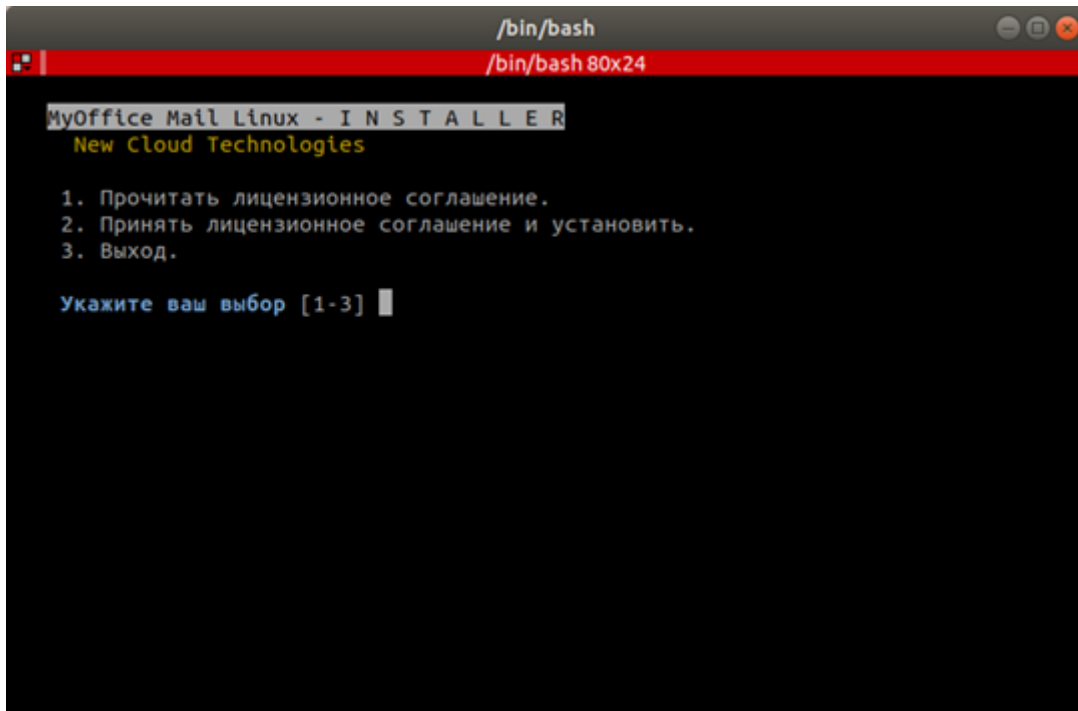 /bin/bash
/bin/bash 80x24
MyOffice Mail Linux - I N S T A L L E R
New Cloud Technologies
1. Прочитать лицензионное соглашение.
2. Принять лицензионное соглашение и установить.
3. Выход.
Укажите ваш выбор [1-3]